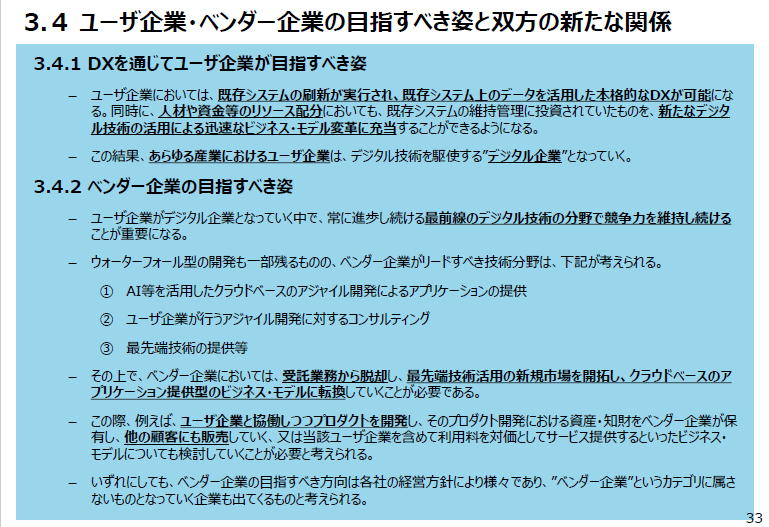 3.4 ユーザ企業・ベンダー企業の目指すべき姿と双方の新たな関係
3.4.1 DXを通じてユーザ企業が目指すべき姿
– ユーザ企業においては、既存システムの刷新が実行され、既存システム上のデータを活用した本格的なDXが可能にな
る。同時に、人材や資金等のリソース配分においても、既存システムの維持管理に投資されていたものを、新たなデジタ
ル技術の活用による迅速なビジネス・モデル変革に充当することができるようになる。
– この結果、あらゆる産業におけるユーザ企業は、デジタル技術を駆使する”デジタル企業”となっていく。
3.4.2 ベンダー企業の目指すべき姿
– ユーザ企業がデジタル企業となっていく中で、常に進歩し続ける最前線のデジタル技術の分野で競争力を維持し続ける
ことが重要になる。
– ウォーターフォール型の開発も一部残るものの、ベンダー企業がリードすべき技術分野は、下記が考えられる。
① AI等を活用したクラウドベースのアジャイル開発によるアプリケーションの提供
② ユーザ企業が行うアジャイル開発に対するコンサルティング
③ 最先端技術の提供等
– その上で、ベンダー企業においては、受託業務から脱却し、最先端技術活用の新規市場を開拓し、クラウドベースのア
プリケーション提供型のビジネス・モデルに転換していくことが必要である。
– この際、例えば、ユーザ企業と協働しつつプロダクトを開発し、そのプロダクト開発における資産・知財をベンダー企業が保
有し、他の顧客にも販売していく、又は当該ユーザ企業を含めて利用料を対価としてサービス提供するといったビジネス・
モデルについても検討していくことが必要と考えられる。
– いずれにしても、ベンダー企業の目指すべき方向は各社の経営方針により様々であり、”ベンダー企業”というカテゴリに属さ
ないものとなっていく企業も出てくるものと考えられる。
33